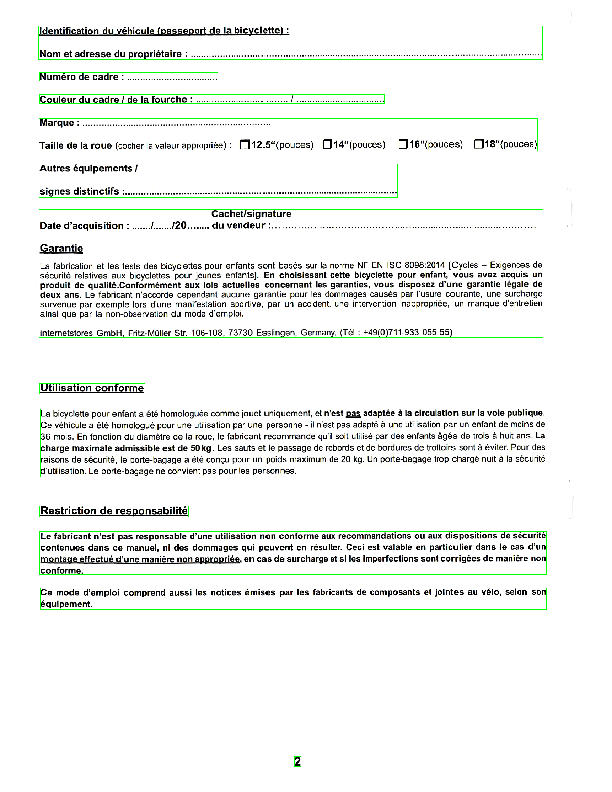 Identification du véhicule (passeport de la bicyclette) :
Nom et adresse du propriétaire : ...............................................................................................................................
Numéro de cadre : ................................
Couleur du cadre / de la fourche : ................................. / ................................
Marque : ...................................................................
Taille de la roue (cocher la valeur appropriée) : ☐ 12.5“(pouces) ☐ 14“(pouces) ☐ 16“(pouces) ☐ 18“(pouces)
Autres équipements /
signes distinctifs :..................................................................................................
Cachet/signature
Date d'acquisition : ......./......./20........ du vendeur :..............................................................................................
Garantie
La fabrication et les tests des bicyclettes pour enfants sont basés sur la norme NF EN ISO 8098:2014 [Cycles – Exigences de
sécurité relatives aux bicyclettes pour jeunes enfants]. En choisissant cette bicyclette pour enfant, vous avez acquis un
produit de qualité.Conformément aux lois actuelles concernant les garanties, vous disposez d'une garantie légale de
deux ans. Le fabricant n'accorde cependant aucune garantie pour les dommages causés par l'usure courante, une surcharge
survenue par exemple lors d'une manifestation sportive, par un accident, une intervention inappropriée, un manque d'entretien
ainsi que par la non-observation du mode d'emploi.
internetstores GmbH, Fritz-Müller Str. 106-108, 73730 Esslingen, Germany, (Tél : +49(0)711-933 055 55)
Utilisation conforme
La bicyclette pour enfant a été homologuée comme jouet uniquement, et n'est pas adaptée à la circulation sur la voie publique.
Ce véhicule a été homologué pour une utilisation par une personne - il n'est pas adapté à une utilisation par un enfant de moins de
36 mois. En fonction du diamètre de la roue, le fabricant recommande qu'il soit utilisé par des enfants âgés de trois à huit ans. La
charge maximale admissible est de 50 kg. Les sauts et le passage de rebords et de bordures de trottoirs sont à éviter. Pour des
raisons de sécurité, le porte-bagage a été conçu pour un poids maximum de 20 kg. Un porte-bagage trop chargé nuit à la sécurité
d'utilisation. Le porte-bagage ne convient pas pour les personnes.
Restriction de responsabilité
Le fabricant n'est pas responsable d'une utilisation non conforme aux recommandations ou aux dispositions de sécurité
contenues dans ce manuel, ni des dommages qui peuvent en résulter. Ceci est valable en particulier dans le cas d'un
montage effectué d'une manière non appropriée, en cas de surcharge et si les imperfections sont corrigées de manière non
conforme.
Ce mode d'emploi comprend aussi les notices émises par les fabricants de composants et jointes au vélo, selon son
équipement.
2